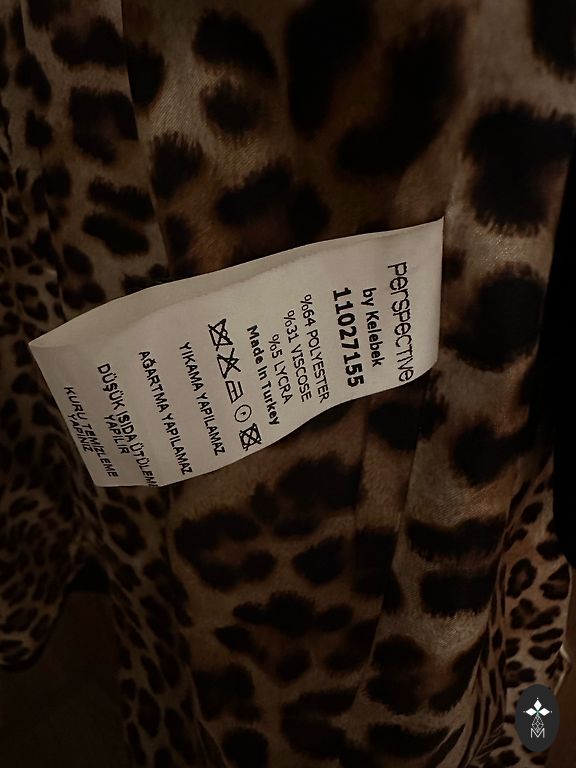 perspective
by Kelebek
11027155
%64 POLYESTER
%31 VISCOSE
%5 LYCRA
Made in Turkey
YIKAMA YAPILAMAZ
AĞARTMA YAPILAMAZ
DÜŞÜK ISIDA ÜTÜLEME
YAPILIR
KURU TEMİZLEME
YAPINIZ
M